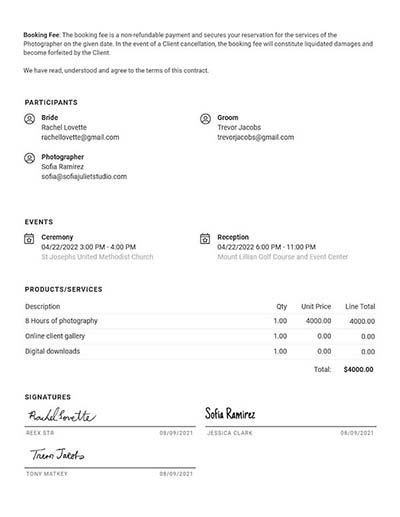 Booking Fee: The booking fee is a non-refundable payment and secures your reservation for the services of the
Photographer on the given date. In the event of a Client cancellation, the booking fee will constitute liquidated damages and
become forfeited by the Client.
We have read, understood and agree to the terms of this contract.
PARTICIPANTS
Bride
Rachel Lovette
rachellovette@gmail.com
Groom
Trevor Jacobs
trevorjacobs@gmail.com
Photographer
Sofia Ramirez
sofia@sofiajulietstudio.com
EVENTS
Ceremony
04/22/2022 3:00 PM - 4:00 PM
St Josephs United Methodist Church
Reception
04/22/2022 6:00 PM - 11:00 PM
Mount Lillian Golf Course and Event Center
PRODUCTS/SERVICES
Description Qty Unit Price Line Total
8 Hours of photography 1.00 4000.00 4000.00
Online client gallery 1.00 0.00 0.00
Digital downloads 1.00 0.00 0.00
Total: $4000.00
SIGNATURES
Rachel Lovette
REEX STR 08/09/2021
Sofia Ramirez
JESSICA CLARK 08/09/2021
Trevor Jacobs
TONY MATKEY 08/09/2021